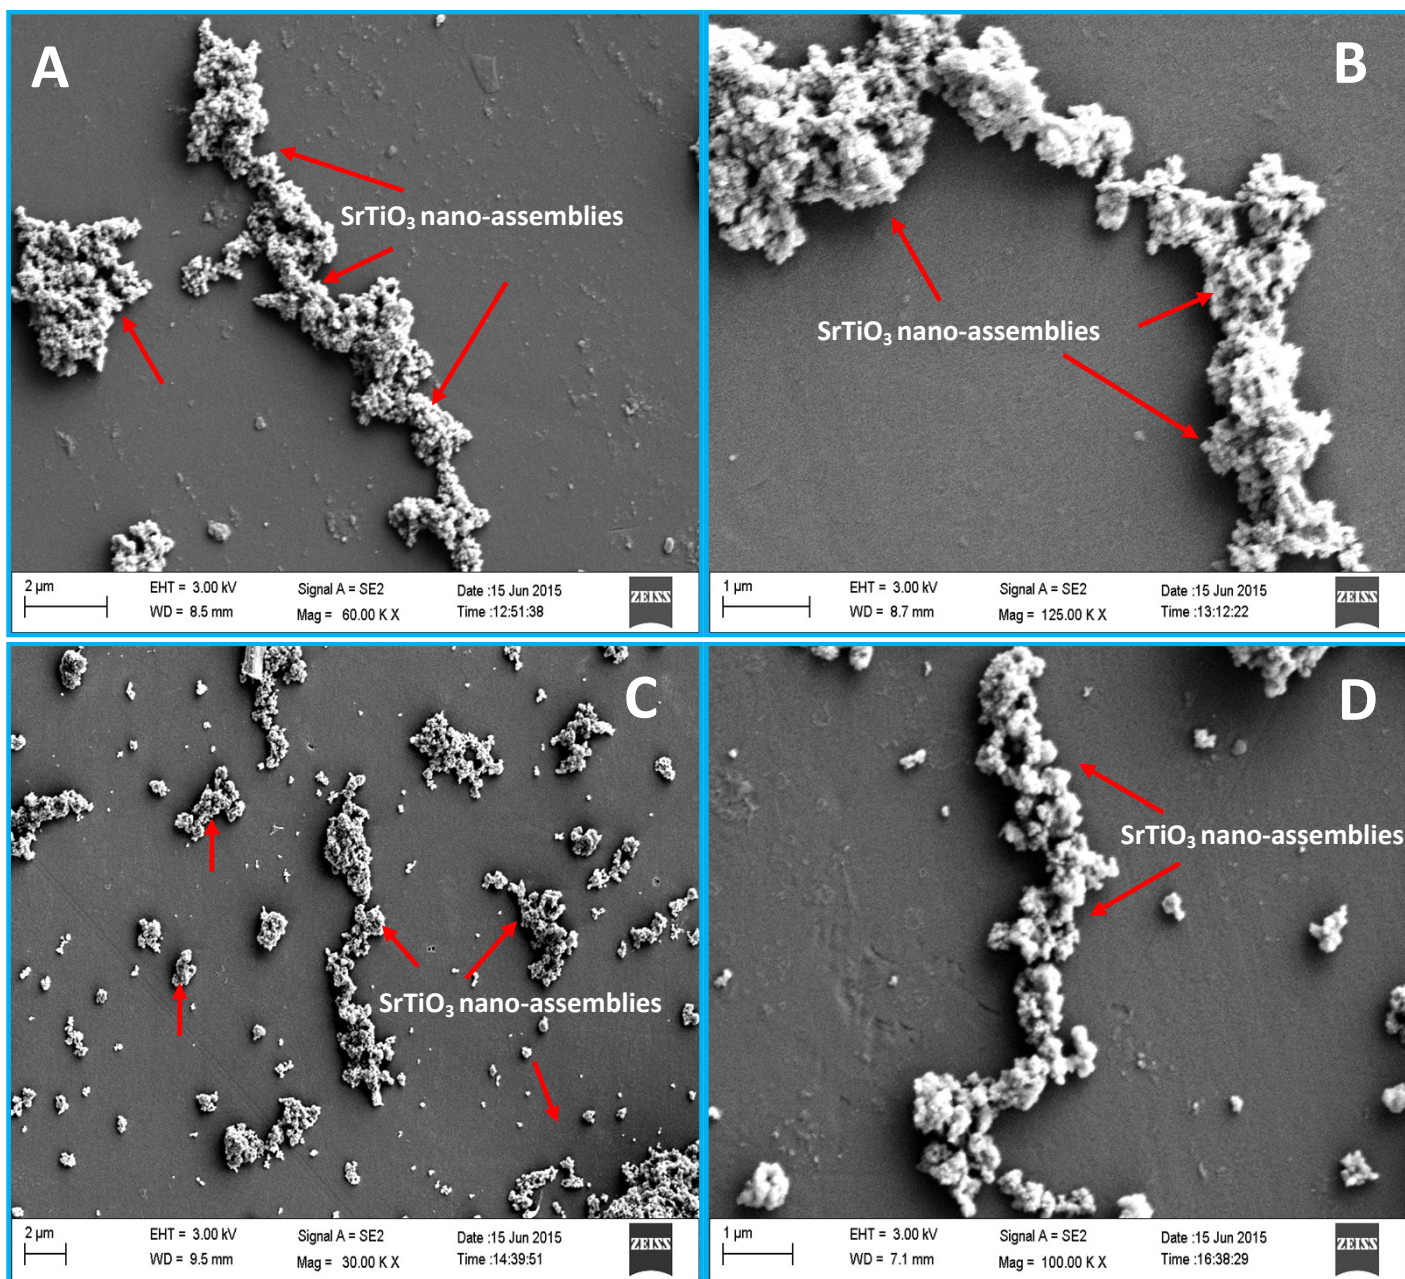 A
SrTiO₃ nano-assemblies
2 µm
EHT = 3.00 kV
Signal A = SE2
Date :15 Jun 2015
WD = 8.5 mm
Mag = 60.00 K X
Time :12:51:38
ZEISS
B
SrTiO₃ nano-assemblies
1 µm
EHT = 3.00 kV
Signal A = SE2
Date :15 Jun 2015
WD = 8.7 mm
Mag = 125.00 K X
Time :13:12:22
ZEISS
C
SrTiO₃ nano-assemblies
2 µm
EHT = 3.00 kV
Signal A = SE2
Date :15 Jun 2015
WD = 9.5 mm
Mag = 30.00 K X
Time :14:39:51
ZEISS
D
SrTiO₃ nano-assemblies
1 µm
EHT = 3.00 kV
Signal A = SE2
Date :15 Jun 2015
WD = 7.1 mm
Mag = 100.00 K X
Time :16:38:29
ZEISS